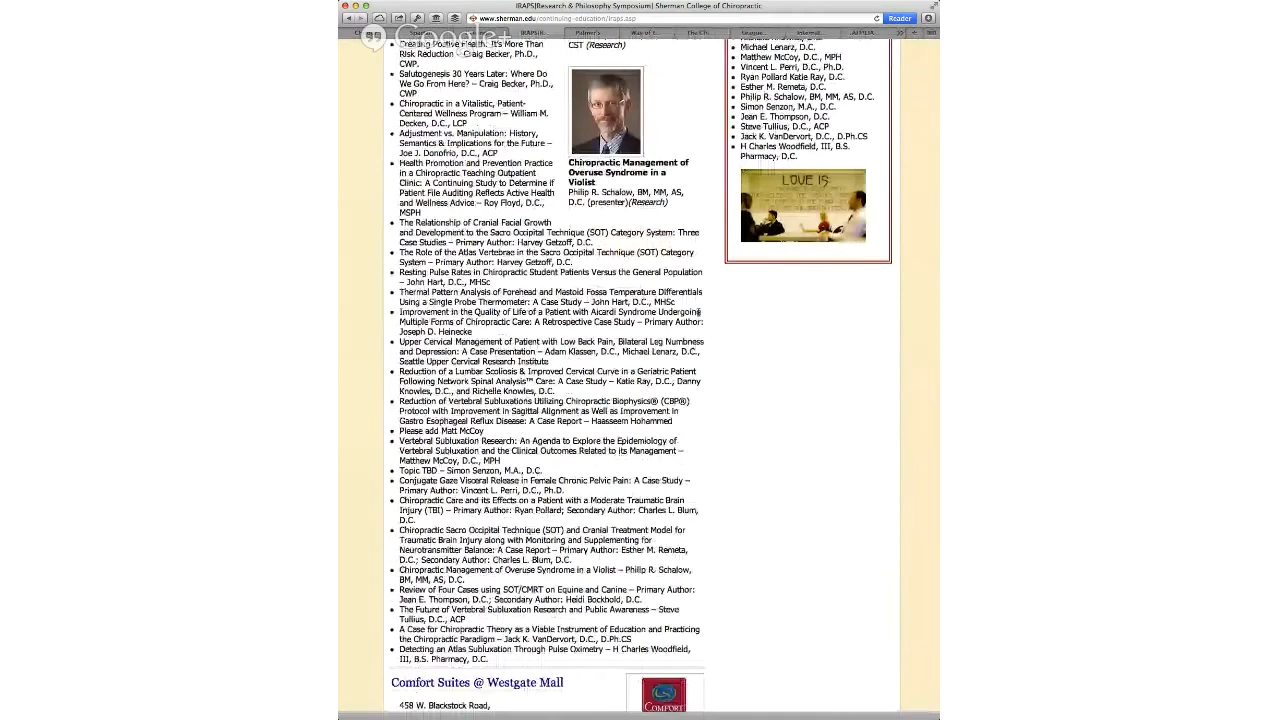 IRAPS|Research & Philosophy Symposium| Sherman College of Chiropractic
www.sherman.edu/continuing-education/iraps.asp
Reader
Google+
Creating Positive Health: It's More Than
Risk Reduction – Craig Becker, Ph.D.,
CWP.
Salutogenesis 30 Years Later: Where Do
We Go From Here? – Craig Becker, Ph.D.,
CWP
Chiropractic in a Vitalistic, Patient-
Centered Wellness Program – William M.
Decken, D.C., LCP
Adjustment vs. Manipulation: History,
Semantics & Implications for the Future –
Joe J. Donofrio, D.C., ACP
Health Promotion and Prevention Practice
in a Chiropractic Teaching Outpatient
Clinic: A Continuing Study to Determine if
Patient File Auditing Reflects Active Health
and Wellness Advice – Roy Floyd, D.C.,
MSPH
The Relationship of Cranial Facial Growth
and Development to the Sacro Occipital Technique (SOT) Category System: Three
Case Studies – Primary Author: Harvey Getzoff, D.C.
The Role of the Atlas Vertebrae in the Sacro Occipital Technique (SOT) Category
System – Primary Author: Harvey Getzoff, D.C.
Resting Pulse Rates in Chiropractic Student Patients Versus the General Population
– John Hart, D.C., MHSc
Thermal Pattern Analysis of Forehead and Mastoid Fossa Temperature Differentials
Using a Single Probe Thermometer: A Case Study – John Hart, D.C., MHSc
Improvement in the Quality of Life of a Patient with Aicardi Syndrome Undergoing
Multiple Forms of Chiropractic Care: A Retrospective Case Study – Primary Author:
Joseph D. Heinecke
Upper Cervical Management of Patient with Low Back Pain, Bilateral Leg Numbness
and Depression: A Case Presentation – Adam Klassen, D.C., Michael Lenarz, D.C.,
Seattle Upper Cervical Research Institute
Reduction of a Lumbar Scoliosis & Improved Cervical Curve in a Geriatric Patient
Following Network Spinal Analysis™ Care: A Case Study – Katie Ray, D.C., Danny
Knowles, D.C., and Richelle Knowles, D.C.
Reduction of Vertebral Subluxations Utilizing Chiropractic Biophysics® (CBP®)
Protocol with Improvement in Sagittal Alignment as Well as Improvement in
Gastro Esophageal Reflux Disease: A Case Report – Haasseem Mohammed
Please add Matt McCoy
Vertebral Subluxation Research: An Agenda to Explore the Epidemiology of
Vertebral Subluxation and the Clinical Outcomes Related to its Management –
Matthew McCoy, D.C., MPH
Topic TBD – Simon Senzon, M.A., D.C.
Conjugate Gaze Visceral Release in Female Chronic Pelvic Pain: A Case Study –
Primary Author: Vincent L. Perri, D.C., Ph.D.
Chiropractic Care and its Effects on a Patient with a Moderate Traumatic Brain
Injury (TBI) – Primary Author: Ryan Pollard; Secondary Author: Charles L. Blum,
D.C.
Chiropractic Sacro Occipital Technique (SOT) and Cranial Treatment Model for
Traumatic Brain Injury along with Monitoring and Supplementing for
Neurotransmitter Balance: A Case Report – Primary Author: Esther M. Remeta,
D.C.; Secondary Author: Charles L. Blum, D.C.
Chiropractic Management of Overuse Syndrome in a Violist – Philip R. Schalow,
BM, MM, AS, D.C.
Review of Four Cases using SOT/CMRT on Equine and Canine – Primary Author:
Jean E. Thompson, D.C.; Secondary Author: Heidi Bockhold, D.C.
The Future of Vertebral Subluxation Research and Public Awareness – Steve
Tullius, D.C., ACP
A Case for Chiropractic Theory as a Viable Instrument of Education and Practicing
the Chiropractic Paradigm – Jack K. VanDervort, D.C., D.Ph.CS
Detecting an Atlas Subluxation Through Pulse Oximetry – H Charles Woodfield,
III, B.S. Pharmacy, D.C.
CST (Research)
Chiropractic Management of
Overuse Syndrome in a
Violist
Philip R. Schalow, BM, MM, AS,
D.C. (presenter)(Research)
Michael Lenarz, D.C.
Matthew McCoy, D.C., MPH
Vincent L. Perri, D.C., Ph.D.
Ryan Pollard Katie Ray, D.C.
Esther M. Remeta, D.C.
Philip R. Schalow, BM, MM, AS, D.C.
Simon Senzon, M.A., D.C.
Jean E. Thompson, D.C.
Steve Tullius, D.C., ACP
Jack K. VanDervort, D.C., D.Ph.CS
H Charles Woodfield, III, B.S.
Pharmacy, D.C.
LOVE IS
Comfort Suites @ Westgate Mall
458 W. Blackstock Road,
COMFORT